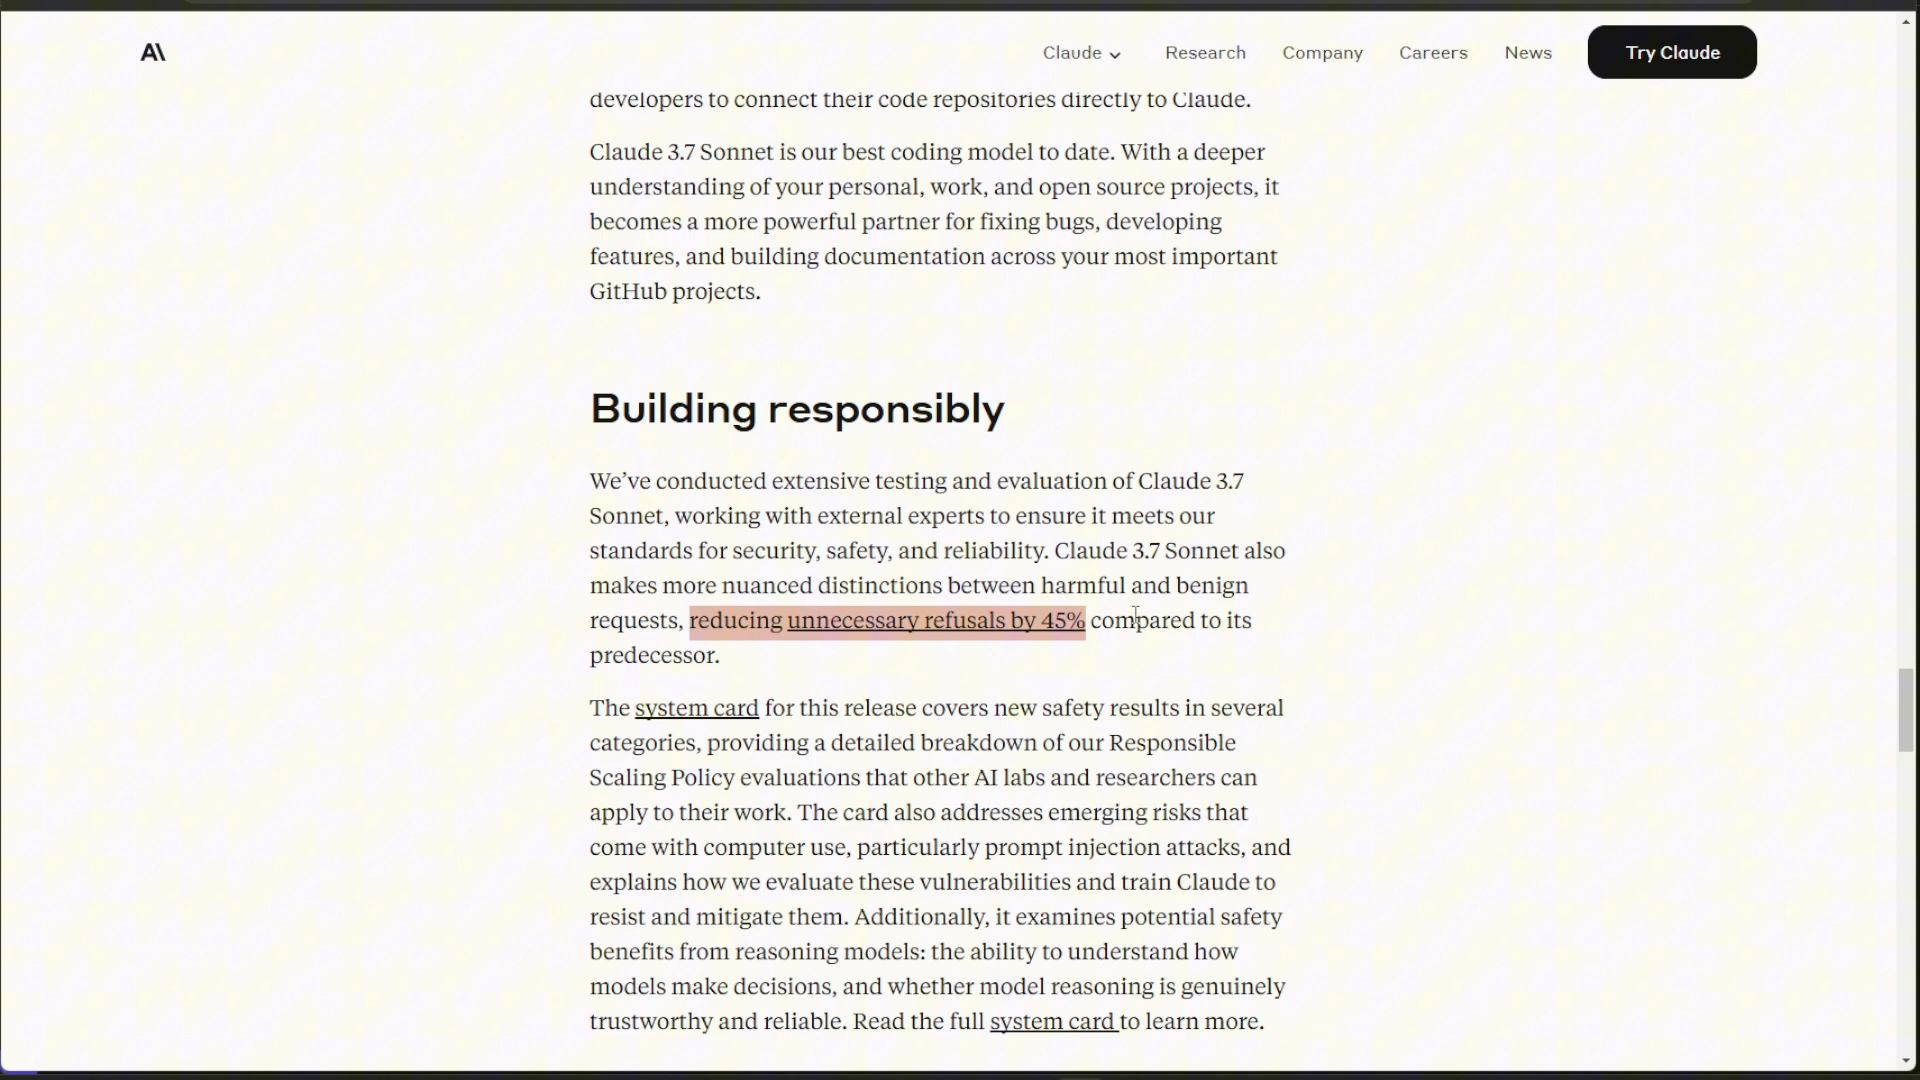 A\
Claude
Research
Company
Careers
News
Try Claude
developers to connect their code repositories directly to Claude.
Claude 3.7 Sonnet is our best coding model to date. With a deeper
understanding of your personal, work, and open source projects, it
becomes a more powerful partner for fixing bugs, developing
features, and building documentation across your most important
GitHub projects.
Building responsibly
We’ve conducted extensive testing and evaluation of Claude 3.7
Sonnet, working with external experts to ensure it meets our
standards for security, safety, and reliability. Claude 3.7 Sonnet also
makes more nuanced distinctions between harmful and benign
requests, reducing unnecessary refusals by 45% compared to its
predecessor.
The system card for this release covers new safety results in several
categories, providing a detailed breakdown of our Responsible
Scaling Policy evaluations that other AI labs and researchers can
apply to their work. The card also addresses emerging risks that
come with computer use, particularly prompt injection attacks, and
explains how we evaluate these vulnerabilities and train Claude to
resist and mitigate them. Additionally, it examines potential safety
benefits from reasoning models: the ability to understand how
models make decisions, and whether model reasoning is genuinely
trustworthy and reliable. Read the full system card to learn more.